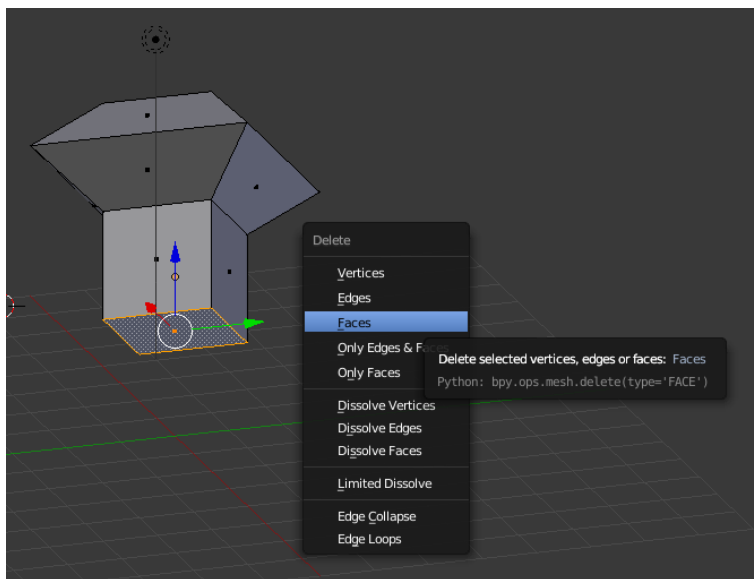 Delete
Vertices
Edges
Faces
Only Edges & Fa
Only Faces
Delete selected vertices, edges or faces: Faces
Python: bpy.ops.mesh.delete(type='FACE')
Dissolve Vertices
Dissolve Edges
Dissolve Faces
Limited Dissolve
Edge Collapse
Edge Loops